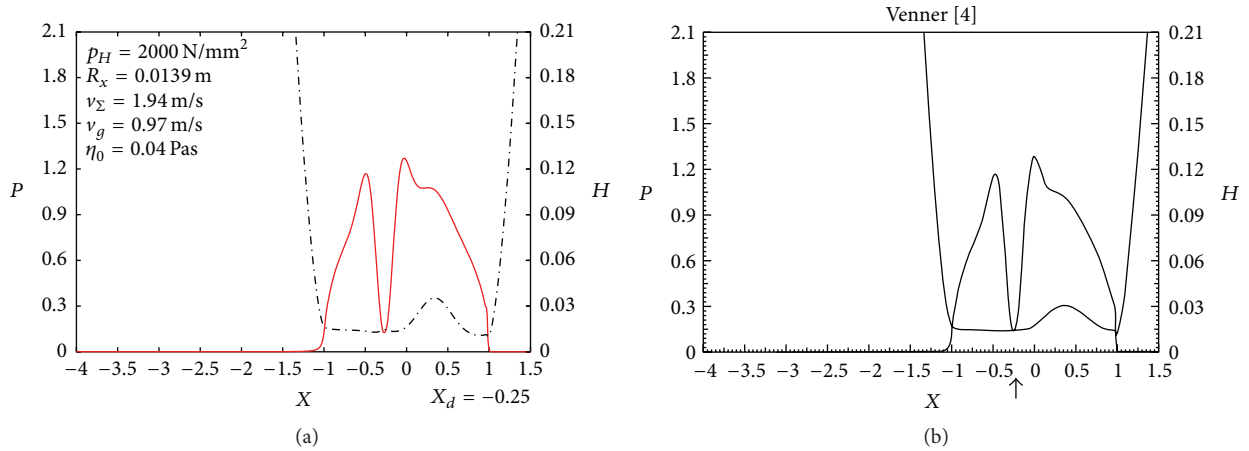 Venner [4]
2.1
1.8
1.5
1.2
0.9
0.6
0.3
0
P
p_H = 2000 N/mm²
R_x = 0.0139 m
v_Σ = 1.94 m/s
v_g = 0.97 m/s
η_0 = 0.04 Pas
0.21
0.18
0.15
0.12
0.09
0.06
0.03
0
H
−4 −3.5 −3 −2.5 −2 −1.5 −1 −0.5 0 0.5 1 1.5
X
X_d = −0.25
(a)
2.1
1.8
1.5
1.2
0.9
0.6
0.3
0
P
0.21
0.18
0.15
0.12
0.09
0.06
0.03
0
H
−4 −3.5 −3 −2.5 −2 −1.5 −1 −0.5 0 0.5 1 1.5
↑
X
(b)